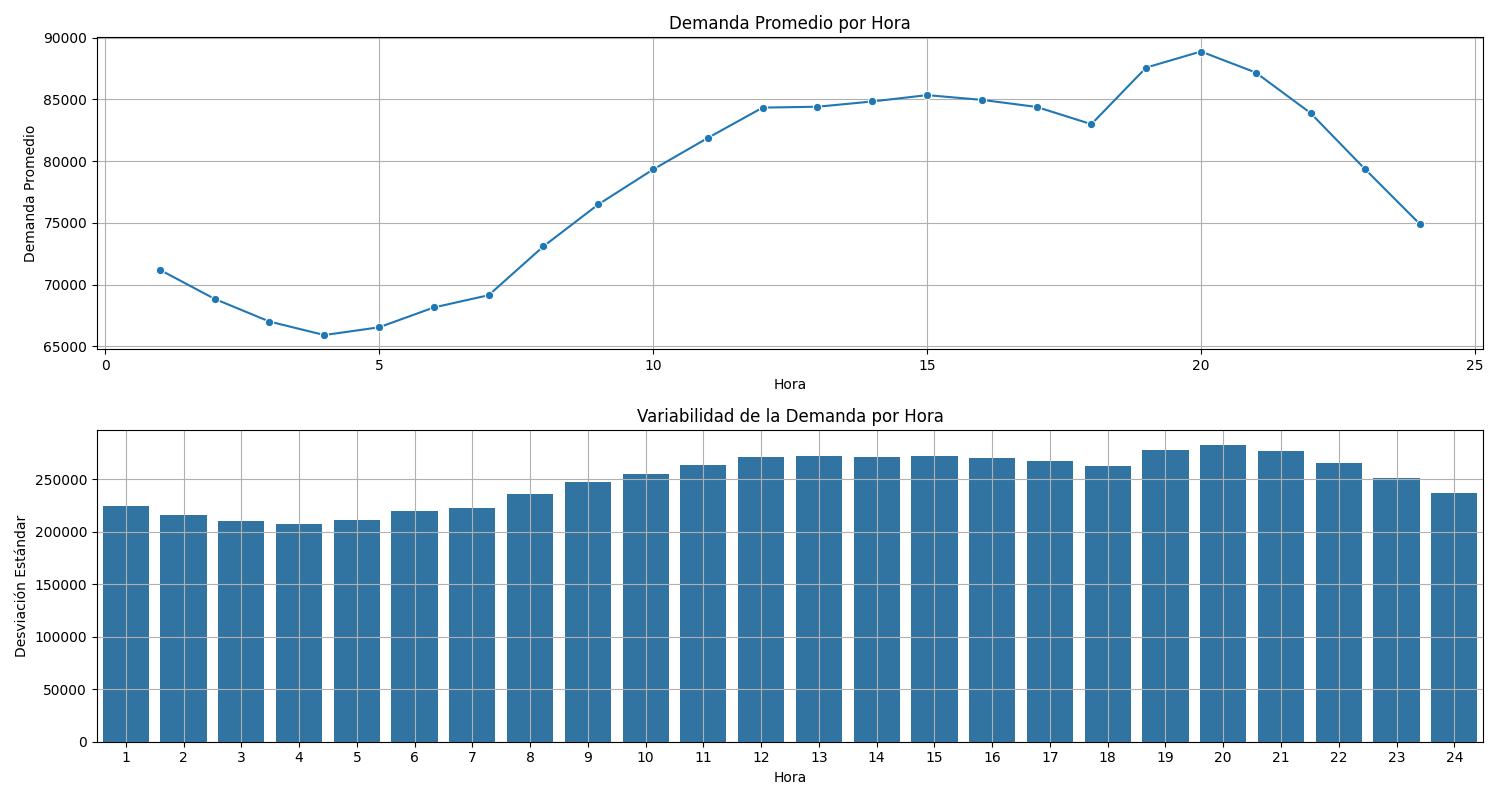 Demanda Promedio por Hora
90000
85000
80000
75000
70000
65000
Demanda Promedio
0 5 10 15 20 25
Hora
Variabilidad de la Demanda por Hora
250000
200000
150000
100000
50000
0
Desviación Estándar
1 2 3 4 5 6 7 8 9 10 11 12 13 14 15 16 17 18 19 20 21 22 23 24
Hora